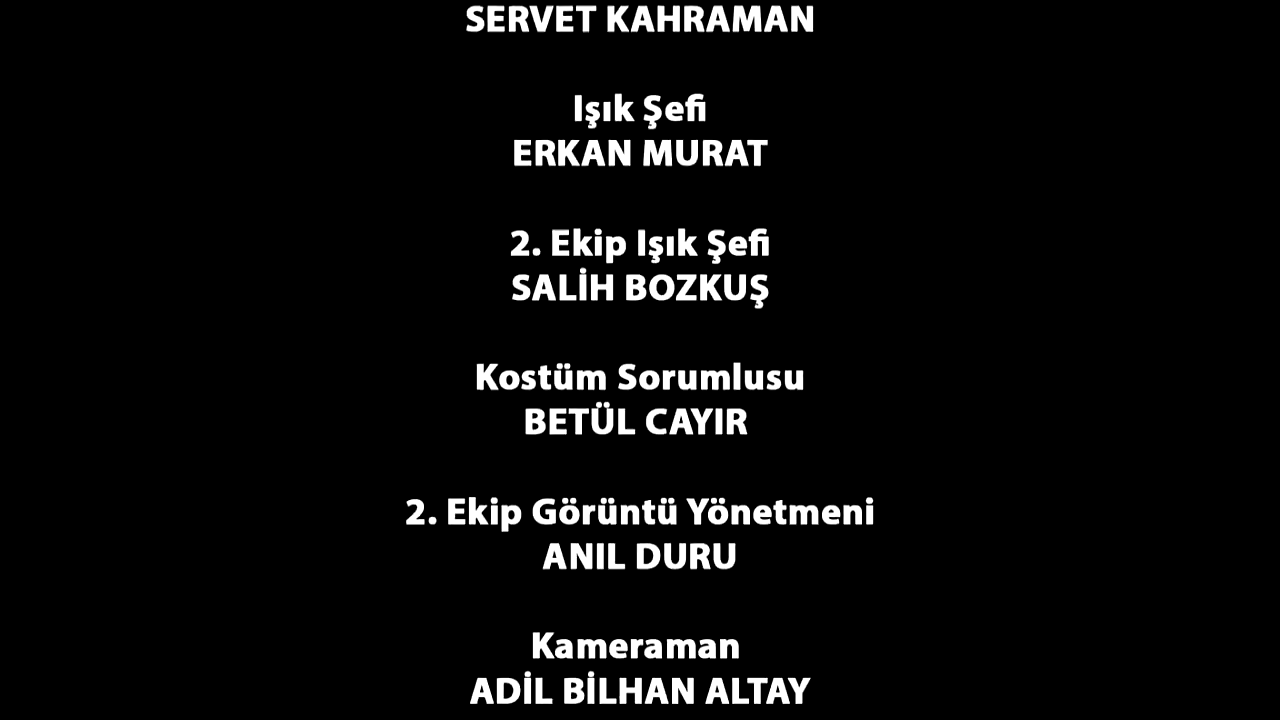 SERVET KAHRAMAN
Işık Şefi
ERKAN MURAT
2. Ekip Işık Şefi
SALİH BOZKUŞ
Kostüm Sorumlusu
BETÜL CAYIR
2. Ekip Görüntü Yönetmeni
ANIL DURU
Kameraman
ADİL BİLHAN ALTAY